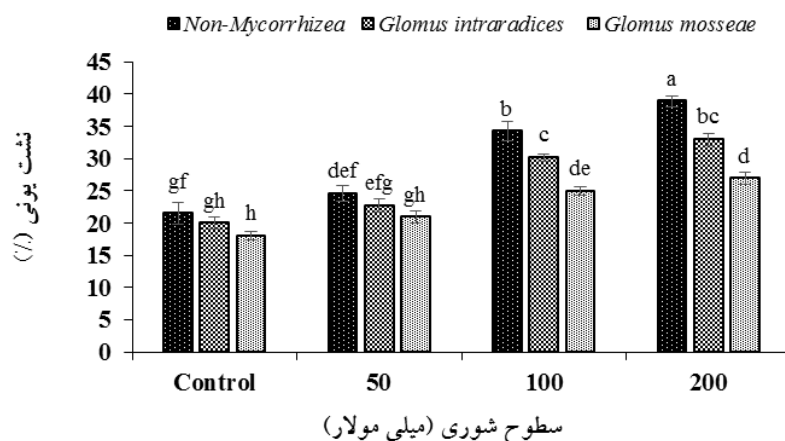 Non-Mycorrhizea Glomus intraradices Glomus mosseae
45
40
35
30
25
20
15
10
5
0
نشت یونی (٪)
gf gh h
def efg gh
b c de
a bc d
Control 50 100 200
سطوح شوری (میلی مولار)